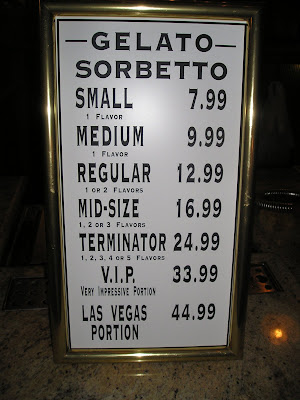 —GELATO—
SORBETTO
SMALL 7.99
1 FLAVOR
MEDIUM 9.99
1 FLAVOR
REGULAR 12.99
1 OR 2 FLAVORS
MID-SIZE 16.99
1, 2 OR 3 FLAVORS
TERMINATOR 24.99
1, 2, 3, 4 OR 5 FLAVORS
V.I.P. 33.99
VERY IMPRESSIVE PORTION
LAS VEGAS 44.99
PORTION